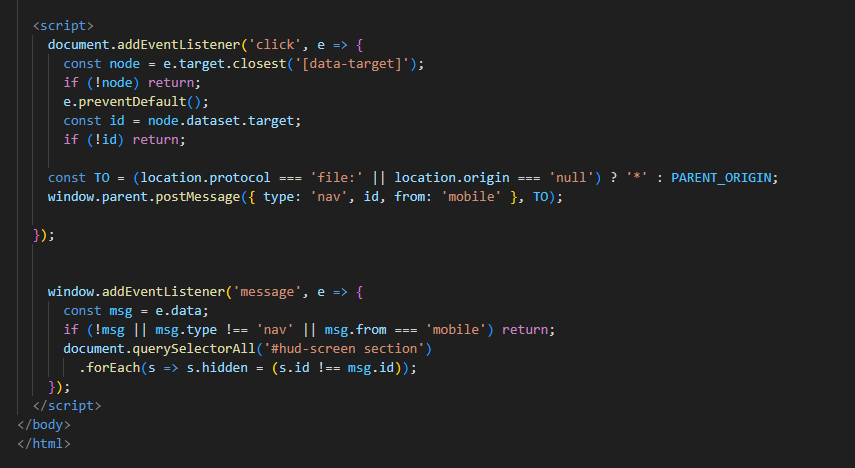 <script>
document.addEventListener('click', e => {
const node = e.target.closest('[data-target]');
if (!node) return;
e.preventDefault();
const id = node.dataset.target;
if (!id) return;
const TO = (location.protocol === 'file:' || location.origin === 'null') ? '*' : PARENT_ORIGIN;
window.parent.postMessage({ type: 'nav', id, from: 'mobile' }, TO);
});
window.addEventListener('message', e => {
const msg = e.data;
if (!msg || msg.type !== 'nav' || msg.from === 'mobile') return;
document.querySelectorAll('#hud-screen section')
.forEach(s => s.hidden = (s.id !== msg.id));
});
</script>
</body>
</html>